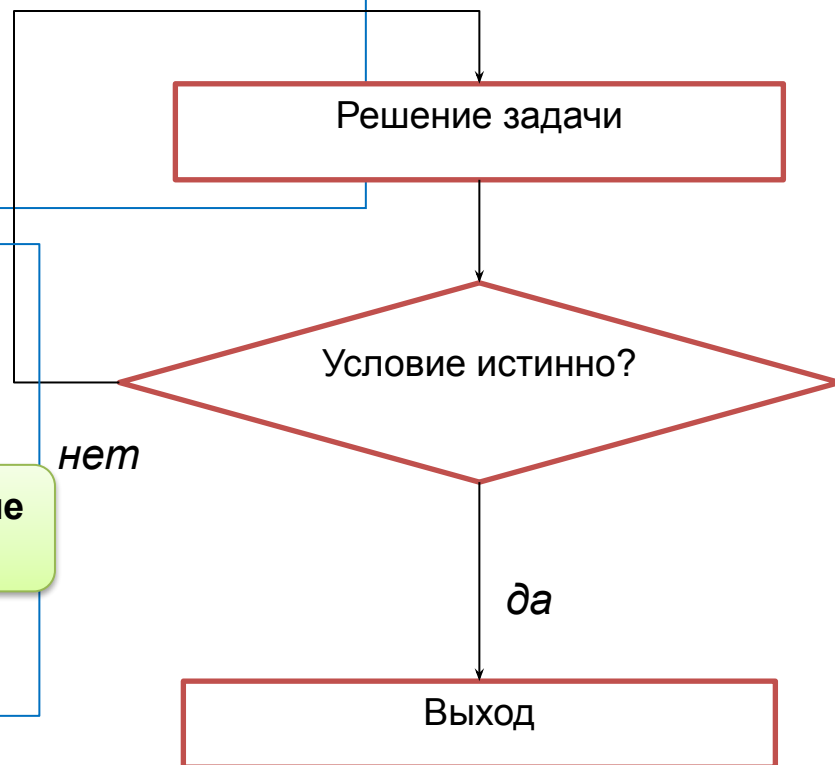 Решение задачи
Условие истинно?
нет
да
Выход